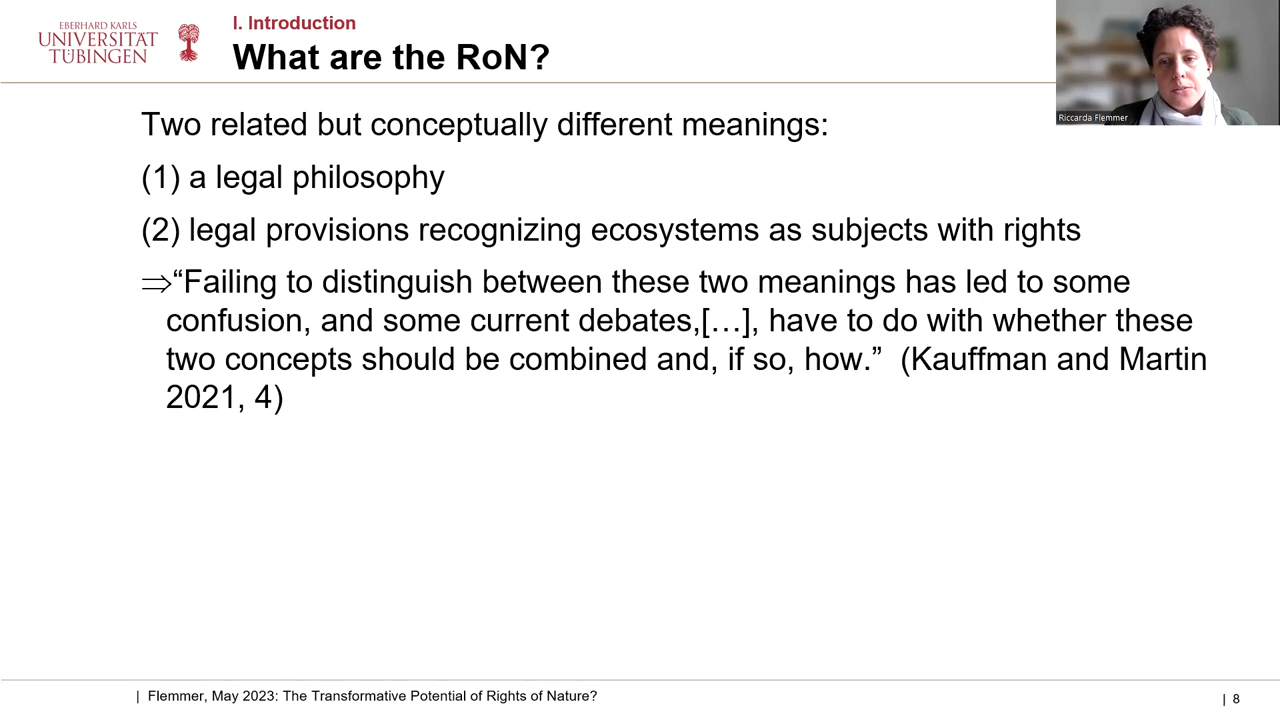 EBERHARD KARLS
UNIVERSITÄT
TÜBINGEN
I. Introduction
What are the RoN?
Riccarda Flemmer
Two related but conceptually different meanings:
(1) a legal philosophy
(2) legal provisions recognizing ecosystems as subjects with rights
⇒“Failing to distinguish between these two meanings has led to some
confusion, and some current debates,[…], have to do with whether these
two concepts should be combined and, if so, how.”  (Kauffman and Martin
2021, 4)
| Flemmer, May 2023: The Transformative Potential of Rights of Nature?
| 8